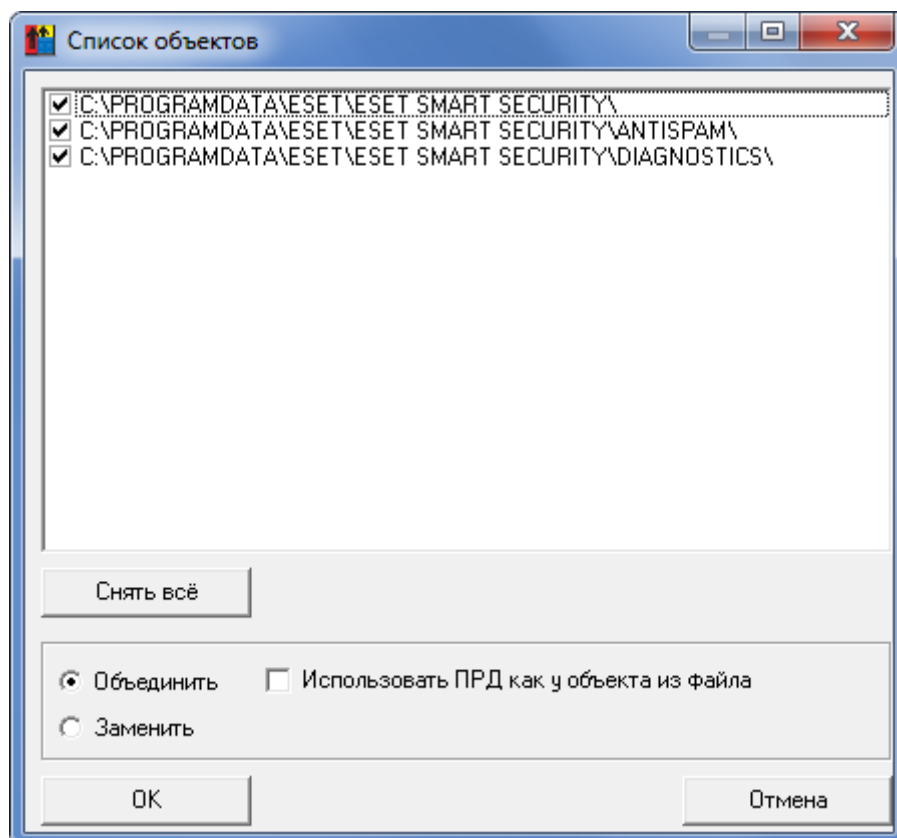 Список объектов
C:\PROGRAMDATA\ESET\ESET SMART SECURITY\
C:\PROGRAMDATA\ESET\ESET SMART SECURITY\ANTISPAM\
C:\PROGRAMDATA\ESET\ESET SMART SECURITY\DIAGNOSTICS\
Снять всё
Объединить Использовать ПРД как у объекта из файла
Заменить
OK Отмена